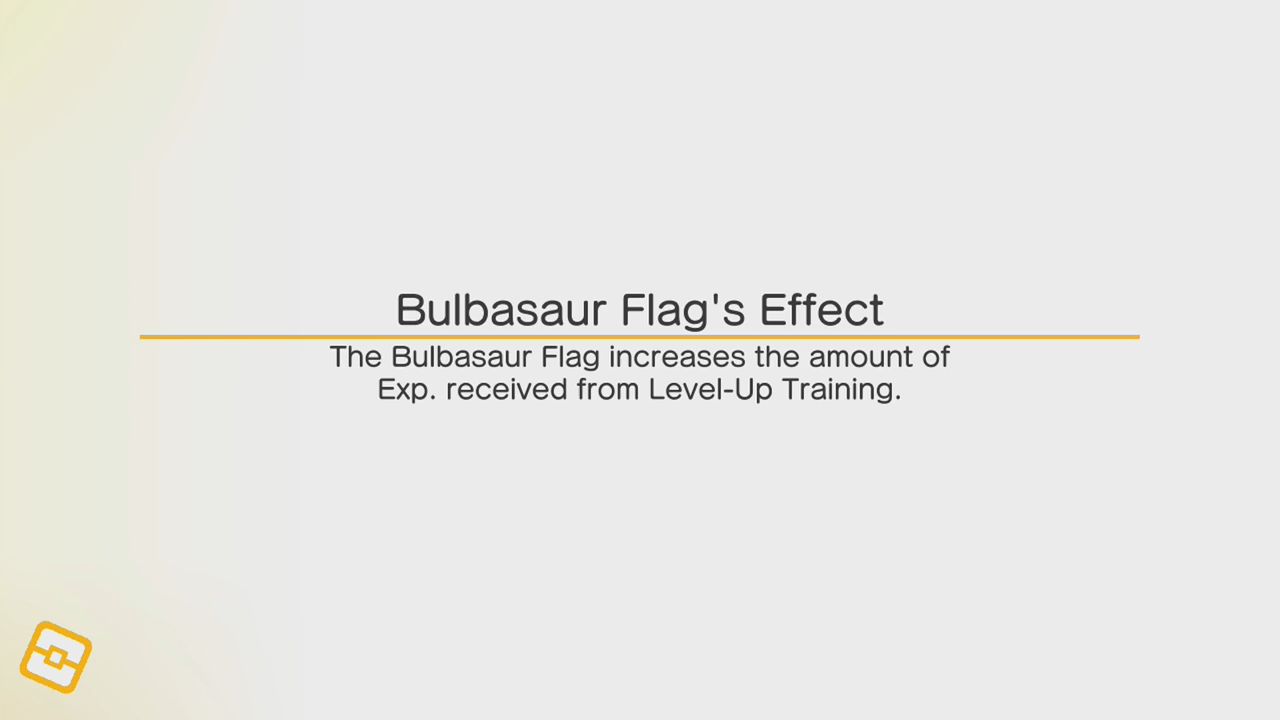 Bulbasaur Flag's Effect
The Bulbasaur Flag increases the amount of
Exp. received from Level-Up Training.